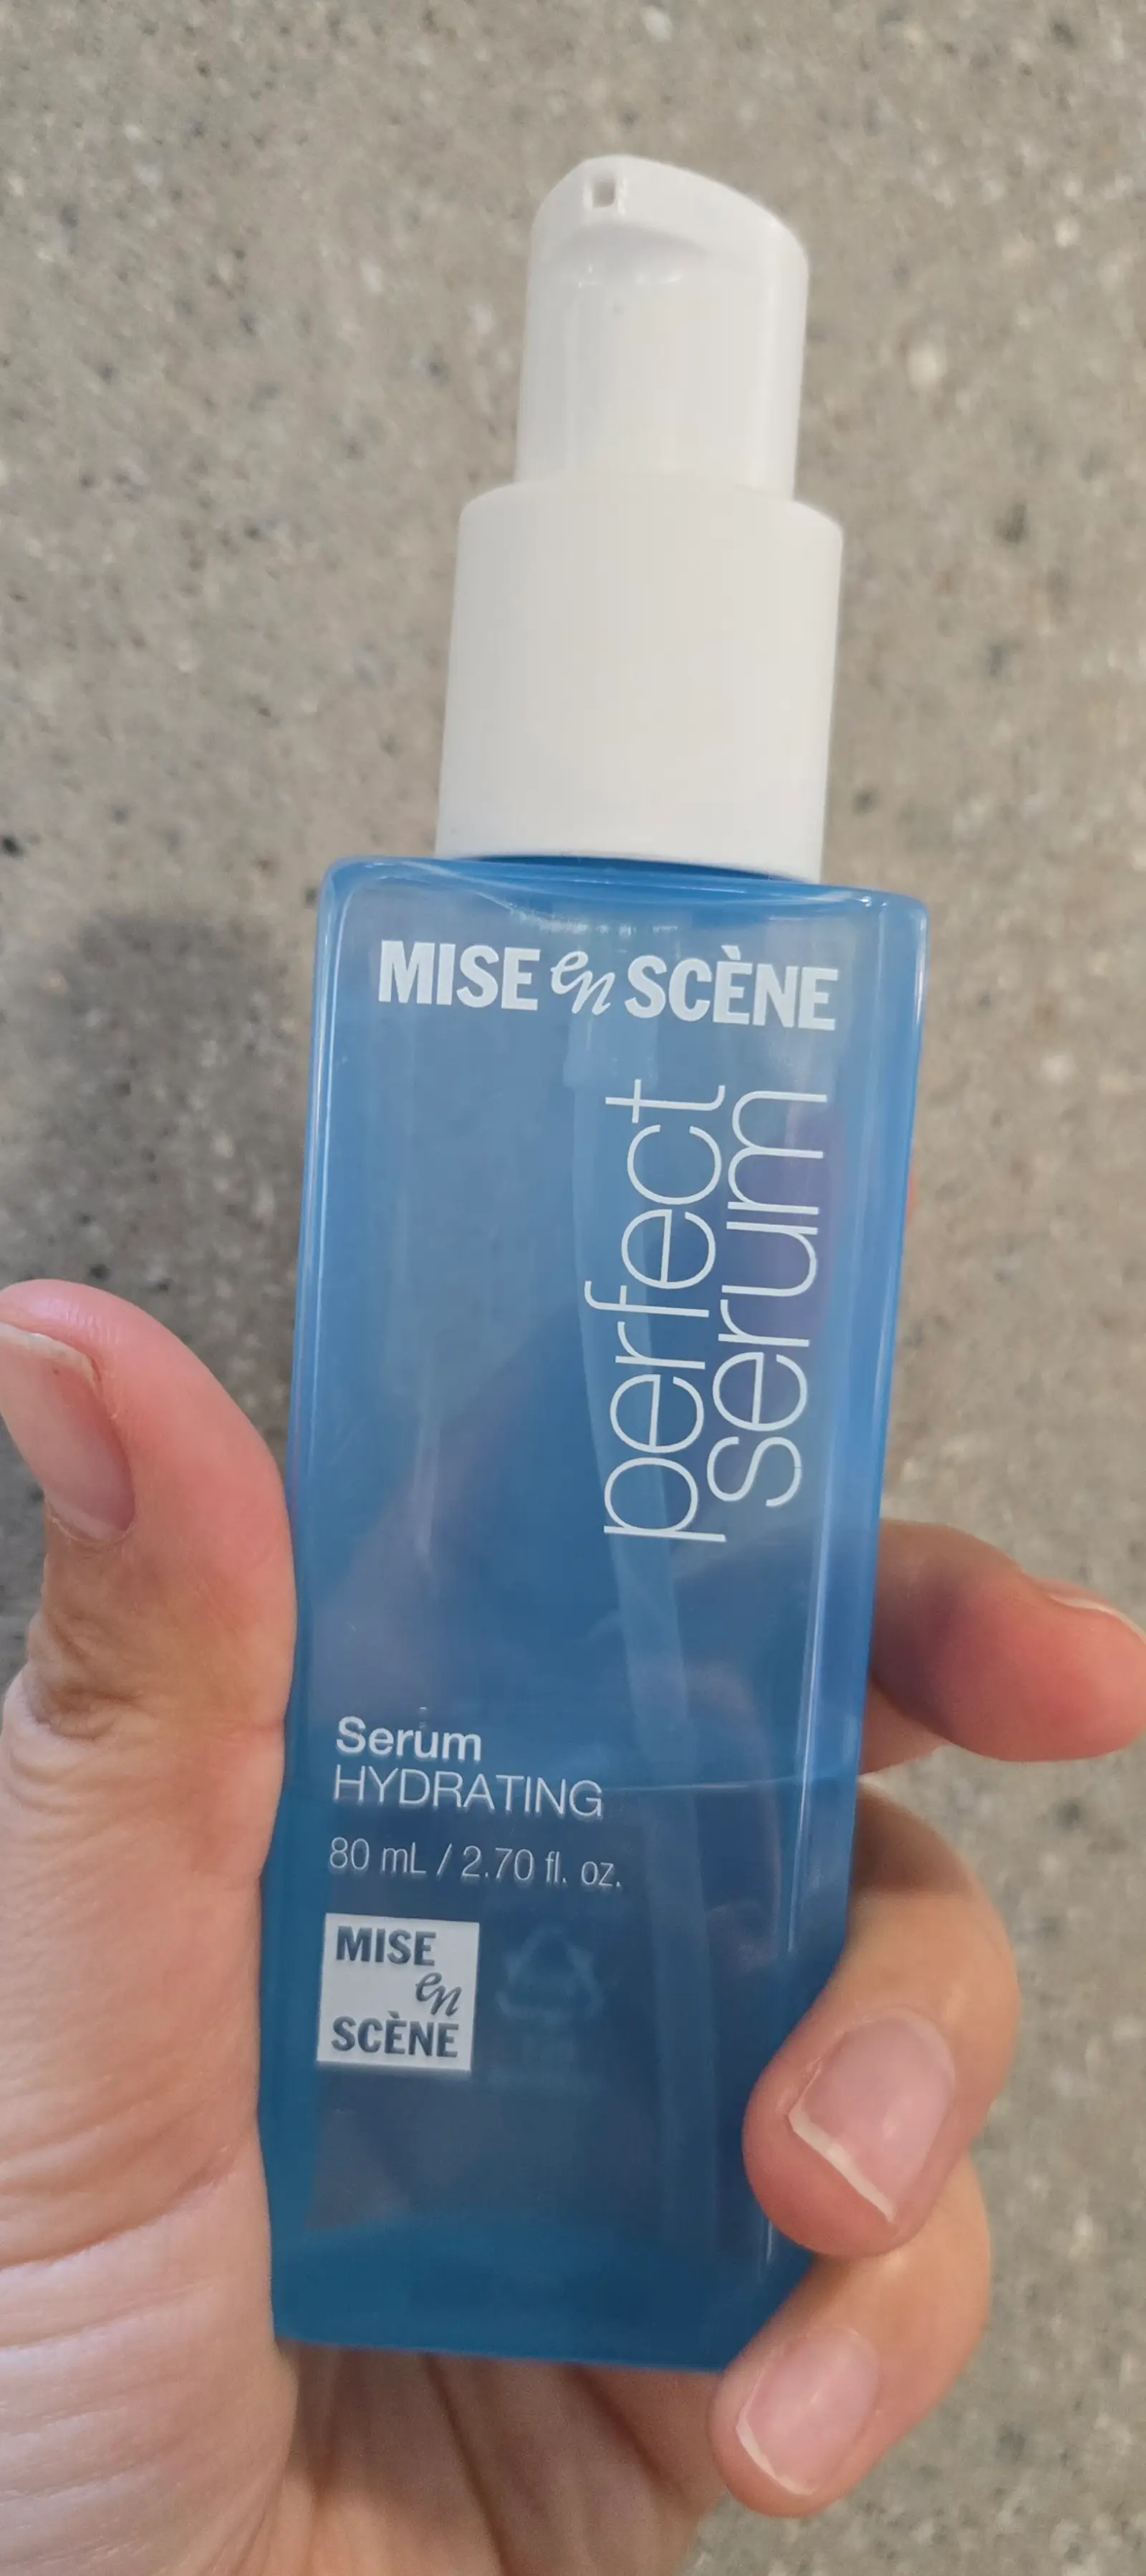 MISE en SCÈNE
perfect
serum
Serum
HYDRATING
80 mL / 2.70 fl. oz.
MISE
en
SCÈNE